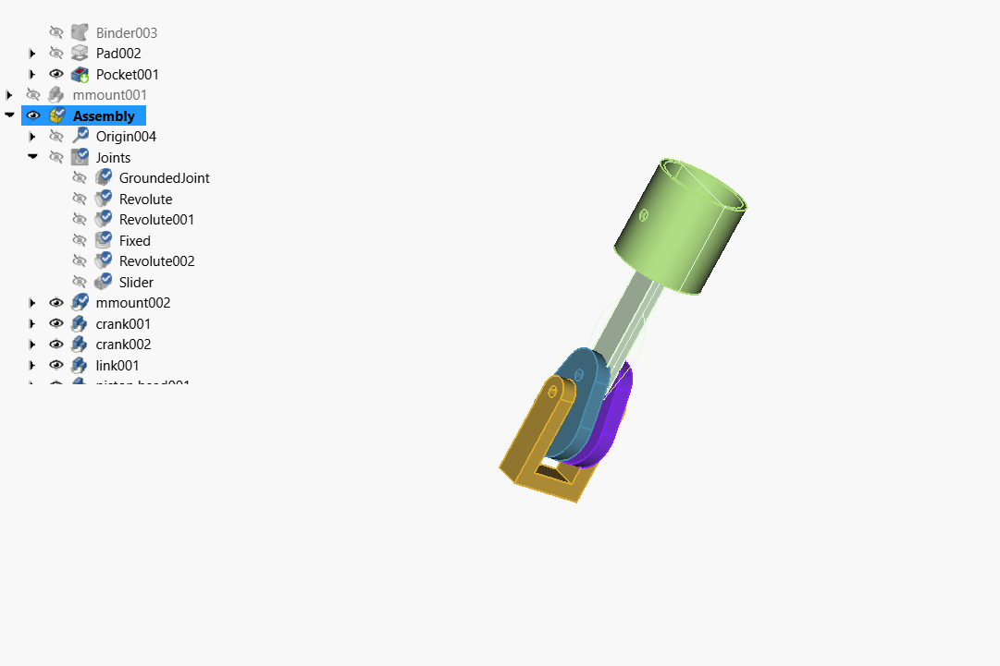 Binder003
Pad002
Pocket001
mmount001
Assembly
Origin004
Joints
GroundedJoint
Revolute
Revolute001
Fixed
Revolute002
Slider
mmount002
crank001
crank002
link001